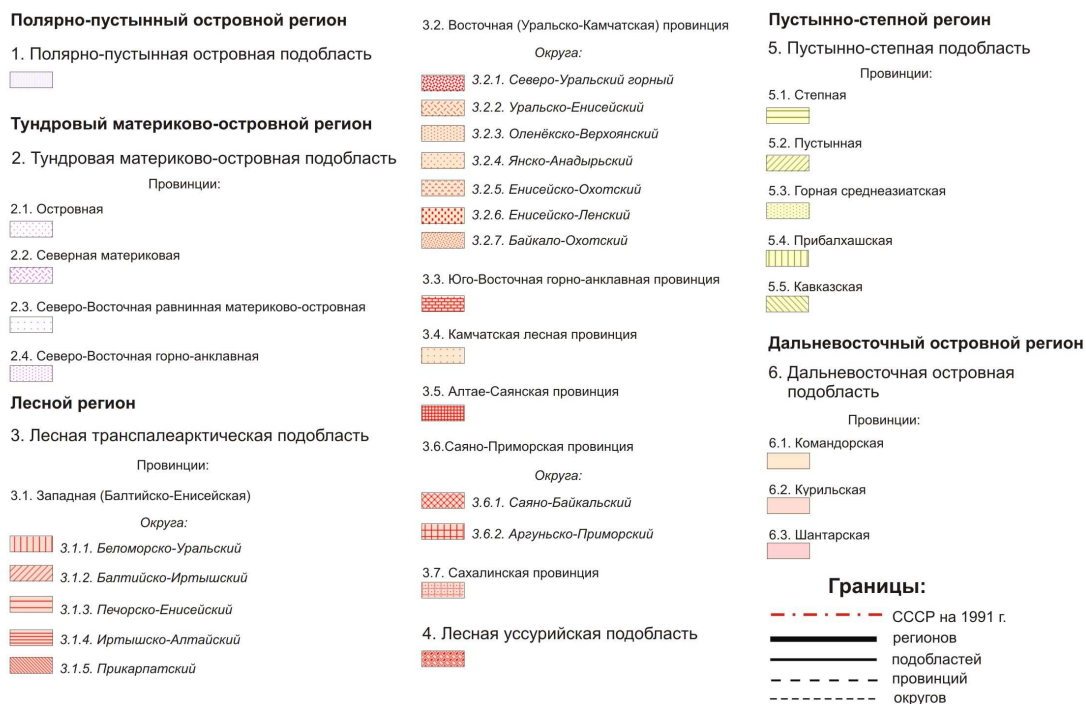 Полярно-пустынный островной регион
1. Полярно-пустынная островная подобласть
Тундровый материково-островной регион
2. Тундровая материково-островная подобласть
Провинции:
2.1. Островная
2.2. Северная материковая
2.3. Северо-Восточная равнинная материково-островная
2.4. Северо-Восточная горно-анклавная
Лесной регион
3. Лесная транспалеарктическая подобласть
Провинции:
3.1. Западная (Балтийско-Енисейская)
Округа:
3.1.1. Беломорско-Уральский
3.1.2. Балтийско-Иртышский
3.1.3. Печорско-Енисейский
3.1.4. Иртышско-Алтайский
3.1.5. Прикарпатский
3.2. Восточная (Уральско-Камчатская) провинция
Округа:
3.2.1. Северо-Уральский горный
3.2.2. Уральско-Енисейский
3.2.3. Оленёкско-Верхоянский
3.2.4. Янско-Анадырьский
3.2.5. Енисейско-Охотский
3.2.6. Енисейско-Ленский
3.2.7. Байкало-Охотский
3.3. Юго-Восточная горно-анклавная провинция
3.4. Камчатская лесная провинция
3.5. Алтае-Саянская провинция
3.6.Саяно-Приморская провинция
Округа:
3.6.1. Саяно-Байкальский
3.6.2. Аргуньско-Приморский
3.7. Сахалинская провинция
4. Лесная уссурийская подобласть
Пустынно-степной регоин
5. Пустынно-степная подобласть
Провинции:
5.1. Степная
5.2. Пустынная
5.3. Горная среднеазиатская
5.4. Прибалхашская
5.5. Кавказская
Дальневосточный островной регион
6. Дальневосточная островная
подобласть
Провинции:
6.1. Командорская
6.2. Курильская
6.3. Шантарская
Границы:
СССР на 1991 г.
регионов
подобластей
провинций
округов